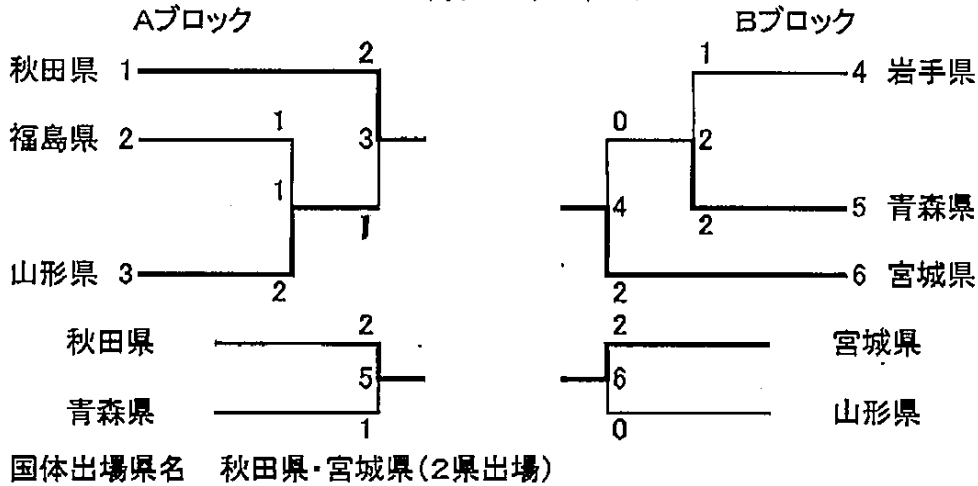 Aブロック Bブロック
2 1
秋田県 1 4 岩手県
1 0
福島県 2 3 2
1 4 5 青森県
1 2
山形県 3 6 宮城県
2 2
2 2
秋田県 宮城県
5 6
青森県 山形県
1 0
国体出場県名 秋田県・宮城県(2県出場)